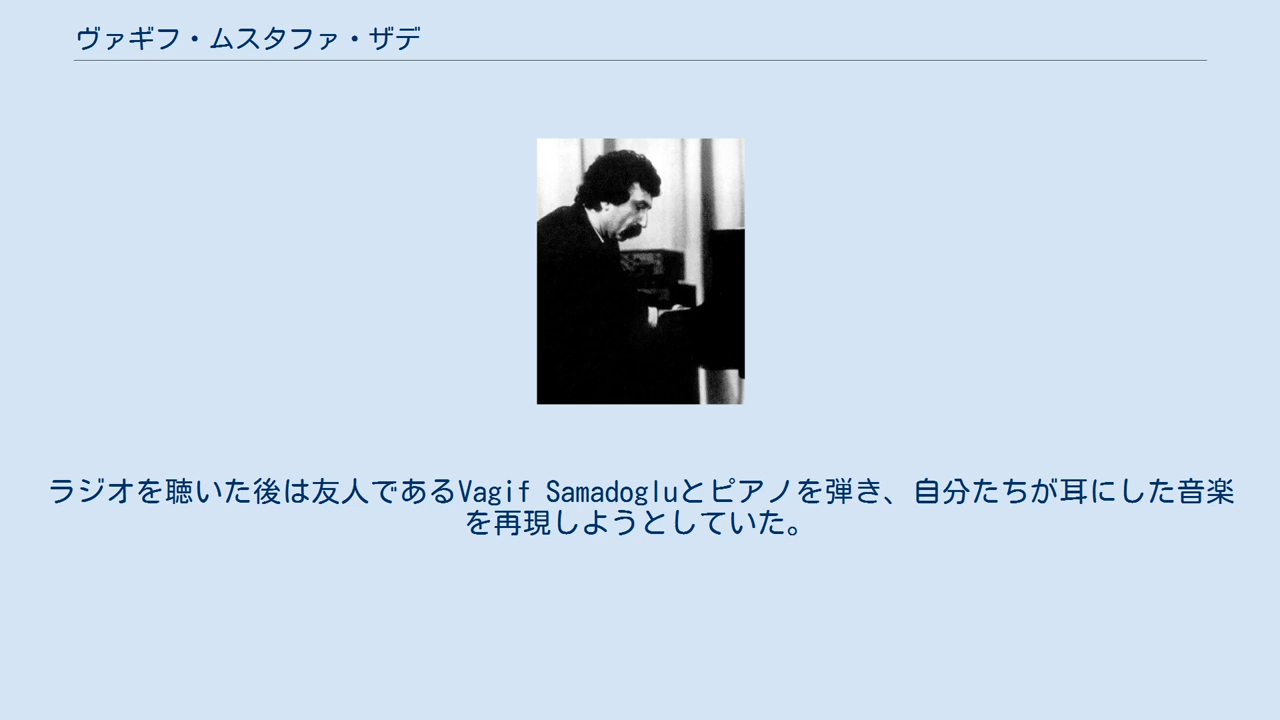 ヴァギフ・ムスタファ・ザデ
ラジオを聴いた後は友人であるVagif Samadogluとピアノを弾き、自分たちが耳にした音楽
を再現しようとしていた。